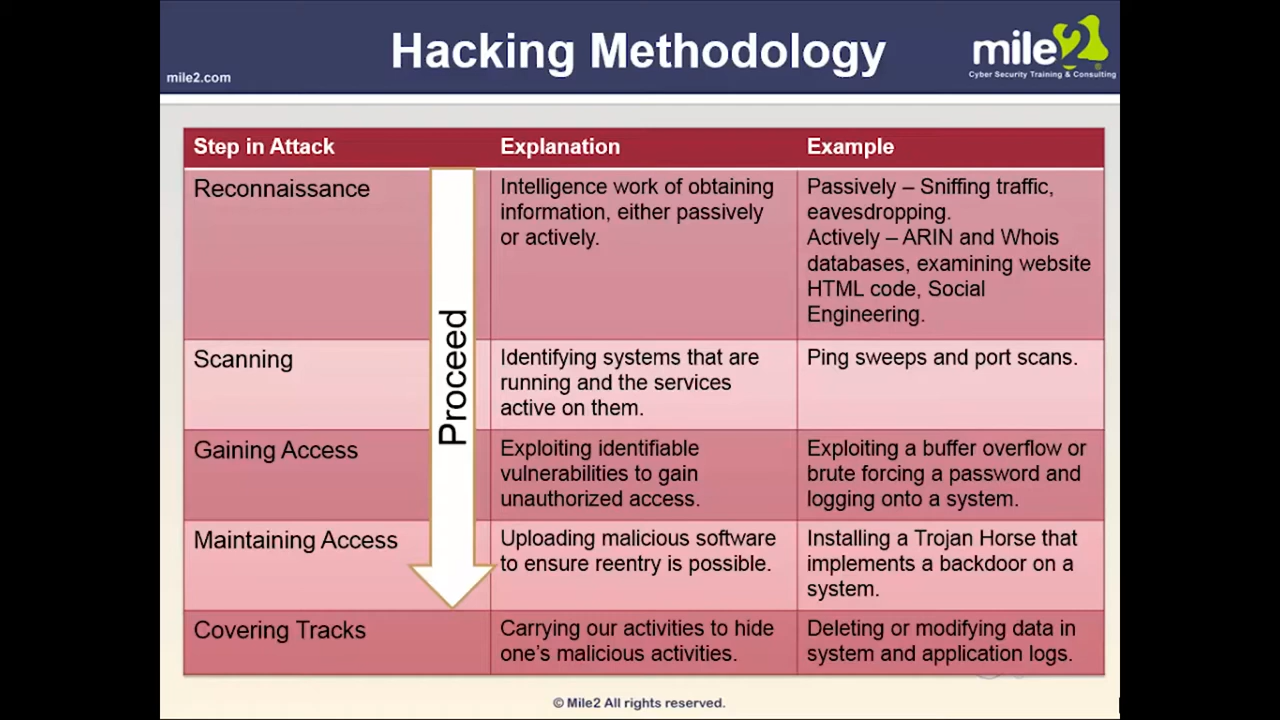 Hacking Methodology
mile2.com
mile2
Cyber Security Training & Consulting
Step in Attack
Explanation
Example
Reconnaissance
Intelligence work of obtaining
information, either passively
or actively.
Passively – Sniffing traffic,
eavesdropping.
Actively – ARIN and Whois
databases, examining website
HTML code, Social
Engineering.
Proceed
Scanning
Identifying systems that are
running and the services
active on them.
Ping sweeps and port scans.
Gaining Access
Exploiting identifiable
vulnerabilities to gain
unauthorized access.
Exploiting a buffer overflow or
brute forcing a password and
logging onto a system.
Maintaining Access
Uploading malicious software
to ensure reentry is possible.
Installing a Trojan Horse that
implements a backdoor on a
system.
Covering Tracks
Carrying our activities to hide
one's malicious activities.
Deleting or modifying data in
system and application logs.
© Mile2 All rights reserved.